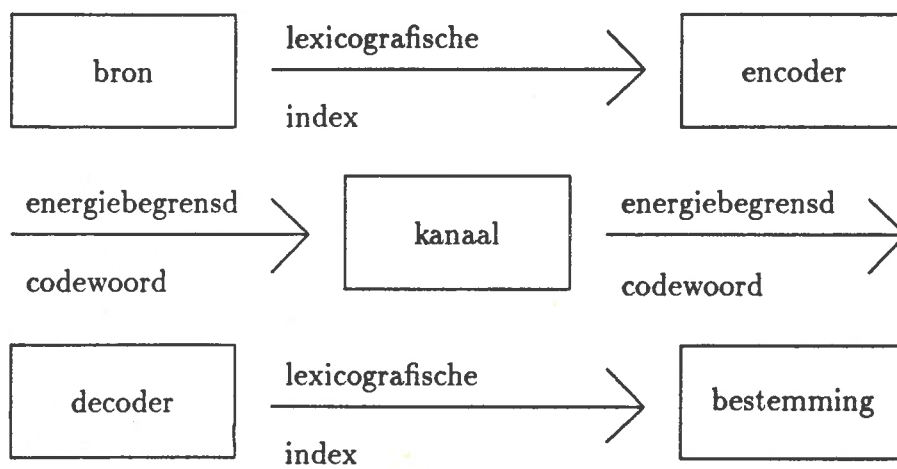 lexicografische
bron
encoder
index
energiebegrensd
energiebegrensd
kanaal
codewoord
codewoord
lexicografische
decoder
bestemming
index